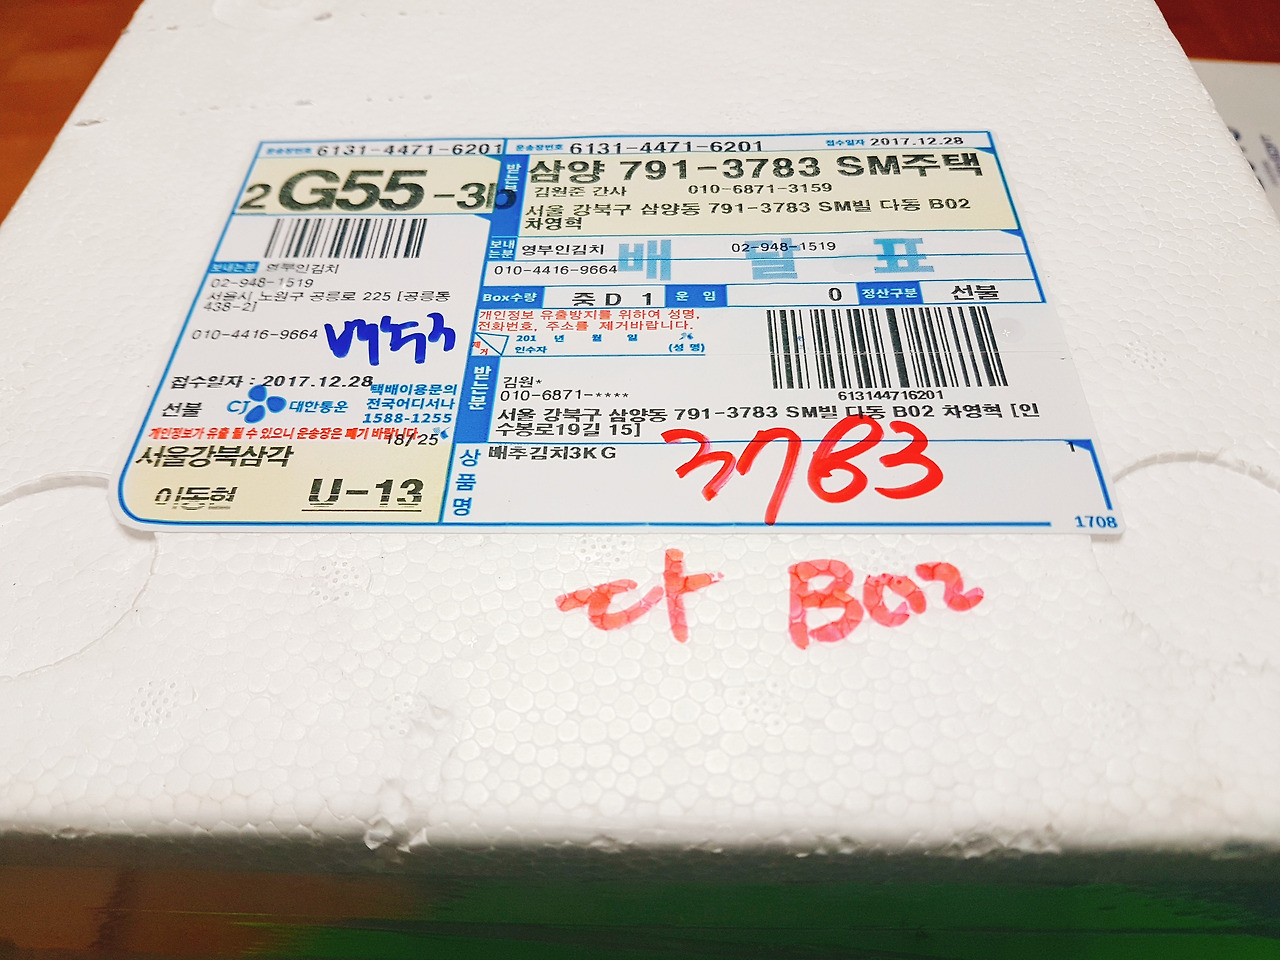 운송장번호 6131-4471-6201
2 G55 -3b
보내는분 영부인김치
02-948-1519
서울시 노원구 공릉로 225 [공릉동
438-2]
010-4416-9664
배추3
접수일자 : 2017.12.28
선불
CJ 대한통운
택배이용문의
전국어디서나
1588-1255
개인정보가 유출 될 수 있으니 운송장은 폐기 바랍니다.
18/25
서울강북삼각
이동현 U-13
운송장번호 6131-4471-6201 접수일자 2017.12.28
받는분
삼양 791-3783 SM주택
김원준 간사 010-6871-3159
서울 강북구 삼양동 791-3783 SM빌 다동 B02
차영혁
보내는분
영부인김치 02-948-1519
010-4416-9664
배달표
Box수량 중D 1 운임 0 정산구분 선불
개인정보 유출방지를 위하여 성명,
전화번호, 주소를 제거바랍니다.
제거
201 년 월 일
인수자 (성명)
613144716201
받는분
김원*
010-6871-****
서울 강북구 삼양동 791-3783 SM빌 다동 B02 차영혁 [인
수봉로19길 15]
상품명
배추김치3KG
1
3783
1708
다 B02